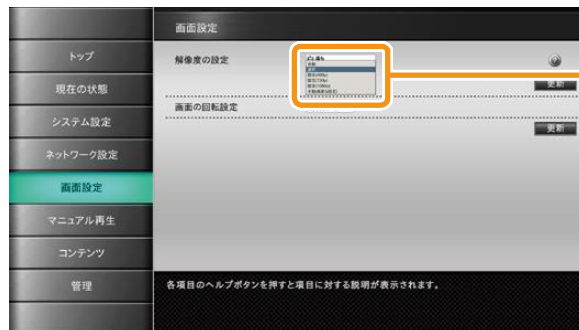 画面設定
トップ
現在の状態
システム設定
ネットワーク設定
画面設定
マニュアル再生
コンテンツ
管理
解像度の設定
更新
画面の回転設定
更新
各項目のヘルプボタンを押すと項目に対する説明が表示されます。